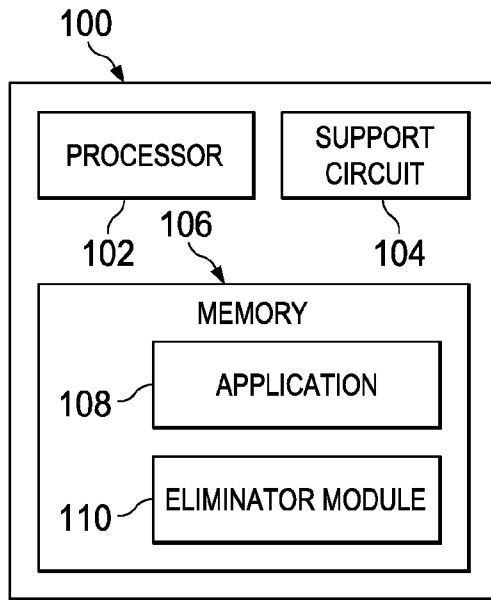 100
PROCESSOR
SUPPORT
CIRCUIT
102
106
104
MEMORY
108
APPLICATION
110
ELIMINATOR MODULE